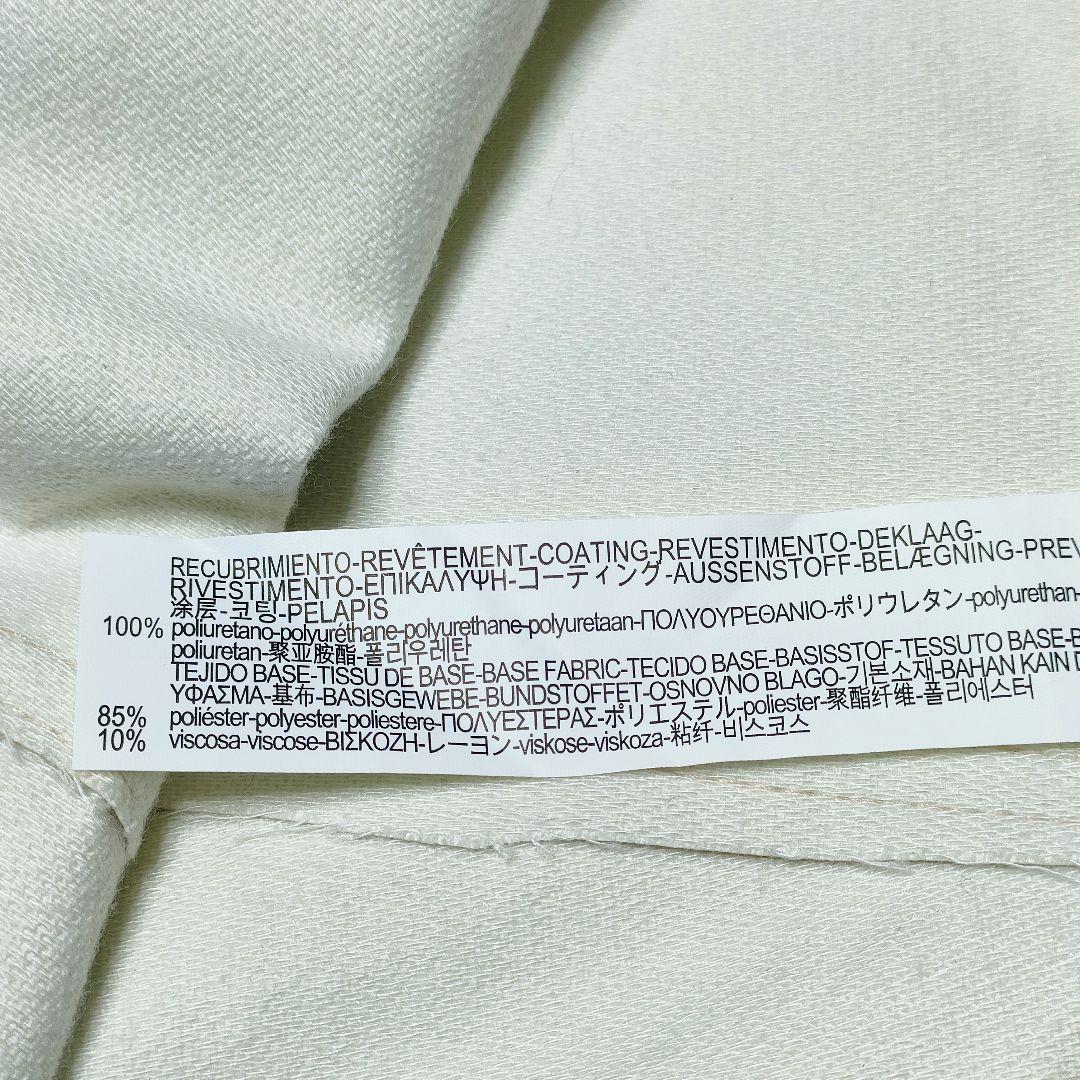 RECUBRIMIENTO-REVÊTEMENT-COATING-REVESTIMENTO-DEKLAAG-
RIVESTIMENTO-ΕΠΙΚΑΛΥΨΗ-コーティング-AUSSENSTOFF-BELÆGNING-PREV
涂层-코팅-PELAPIS
100% poliuretano-polyuréthane-polyurethane-polyuretaan-ΠΟΛΥΟΥΡΕΘΑΝΙΟ-ポリウレタン-polyurethan-
poliuretan-聚亚胺酯-폴리우레탄
TEJIDO BASE-TISSU DE BASE-BASE FABRIC-TECIDO BASE-BASISSTOF-TESSUTO BASE-B
ΥΦΑΣΜΑ-基布-BASISGEWEBE-BUNDSTOFFET-OSNOVNO BLAGO-기본소재-BAHAN KAIN D
85% poliéster-polyester-poliestere-ΠΟΛΥΕΣΤΕΡΑΣ-ポリエステル-poliester-聚酯纤维-폴리에스터
10% viscosa-viscose-ΒΙΣΚΟΖΗ-レーヨン-viskose-viskoza-粘纤-비스코스